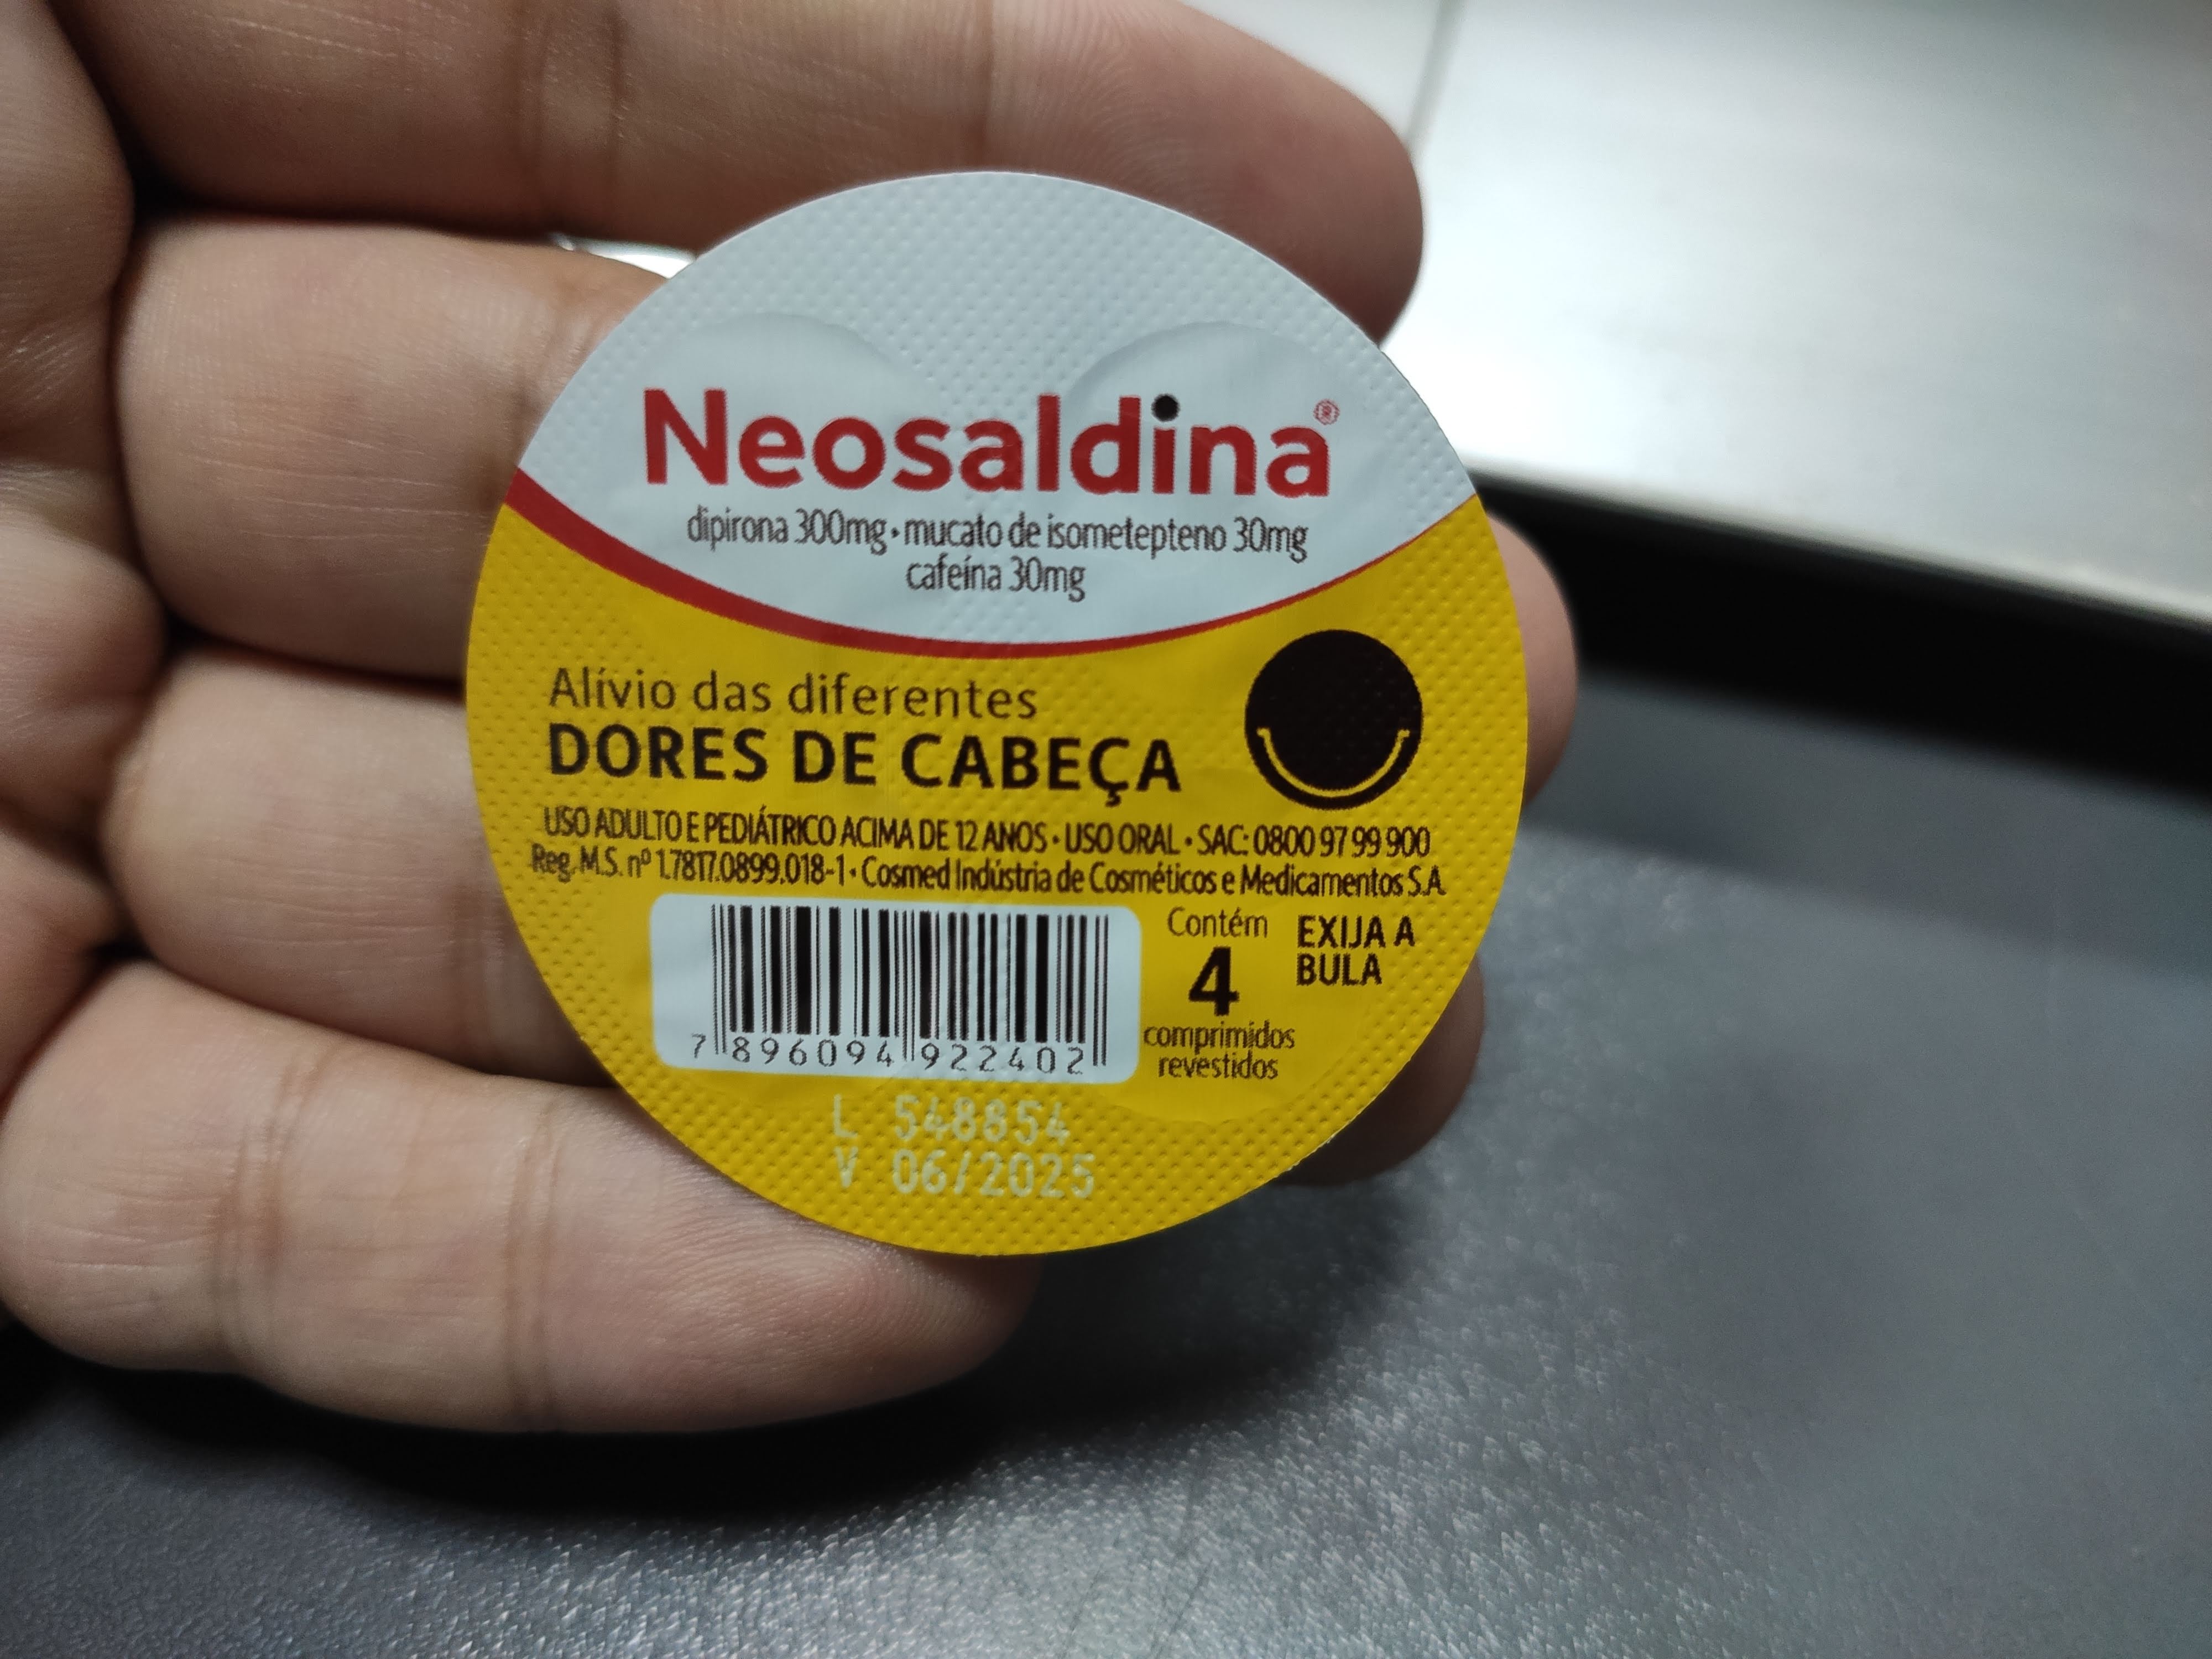 Neosaldina®
dipirona 300mg • mucato de isometepteno 30mg
cafeína 30mg
Alívio das diferentes
DORES DE CABEÇA
USO ADULTO E PEDIÁTRICO ACIMA DE 12 ANOS • USO ORAL • SAC: 0800 97 99 900
Reg. M.S. nº 1.7817.0899.018-1 • Cosmed Indústria de Cosméticos e Medicamentos S.A.
Contém
4
comprimidos
revestidos
EXIJA A
BULA
7 896094 922402
L 548854
V 06/2025